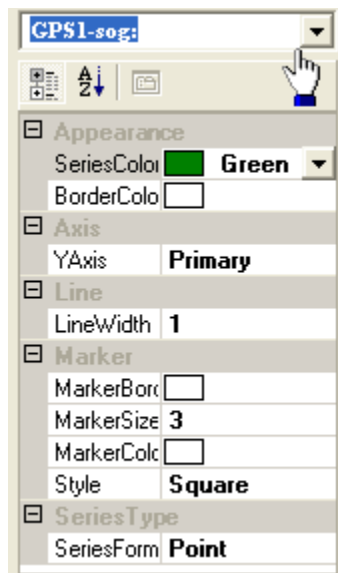 GPS1-sog:
A
Z
Appearance
SeriesColor Green
BorderColo
Axis
YAxis Primary
Line
LineWidth 1
Marker
MarkerBor
MarkerSize 3
MarkerColo
Style Square
SeriesType
SeriesForm Point